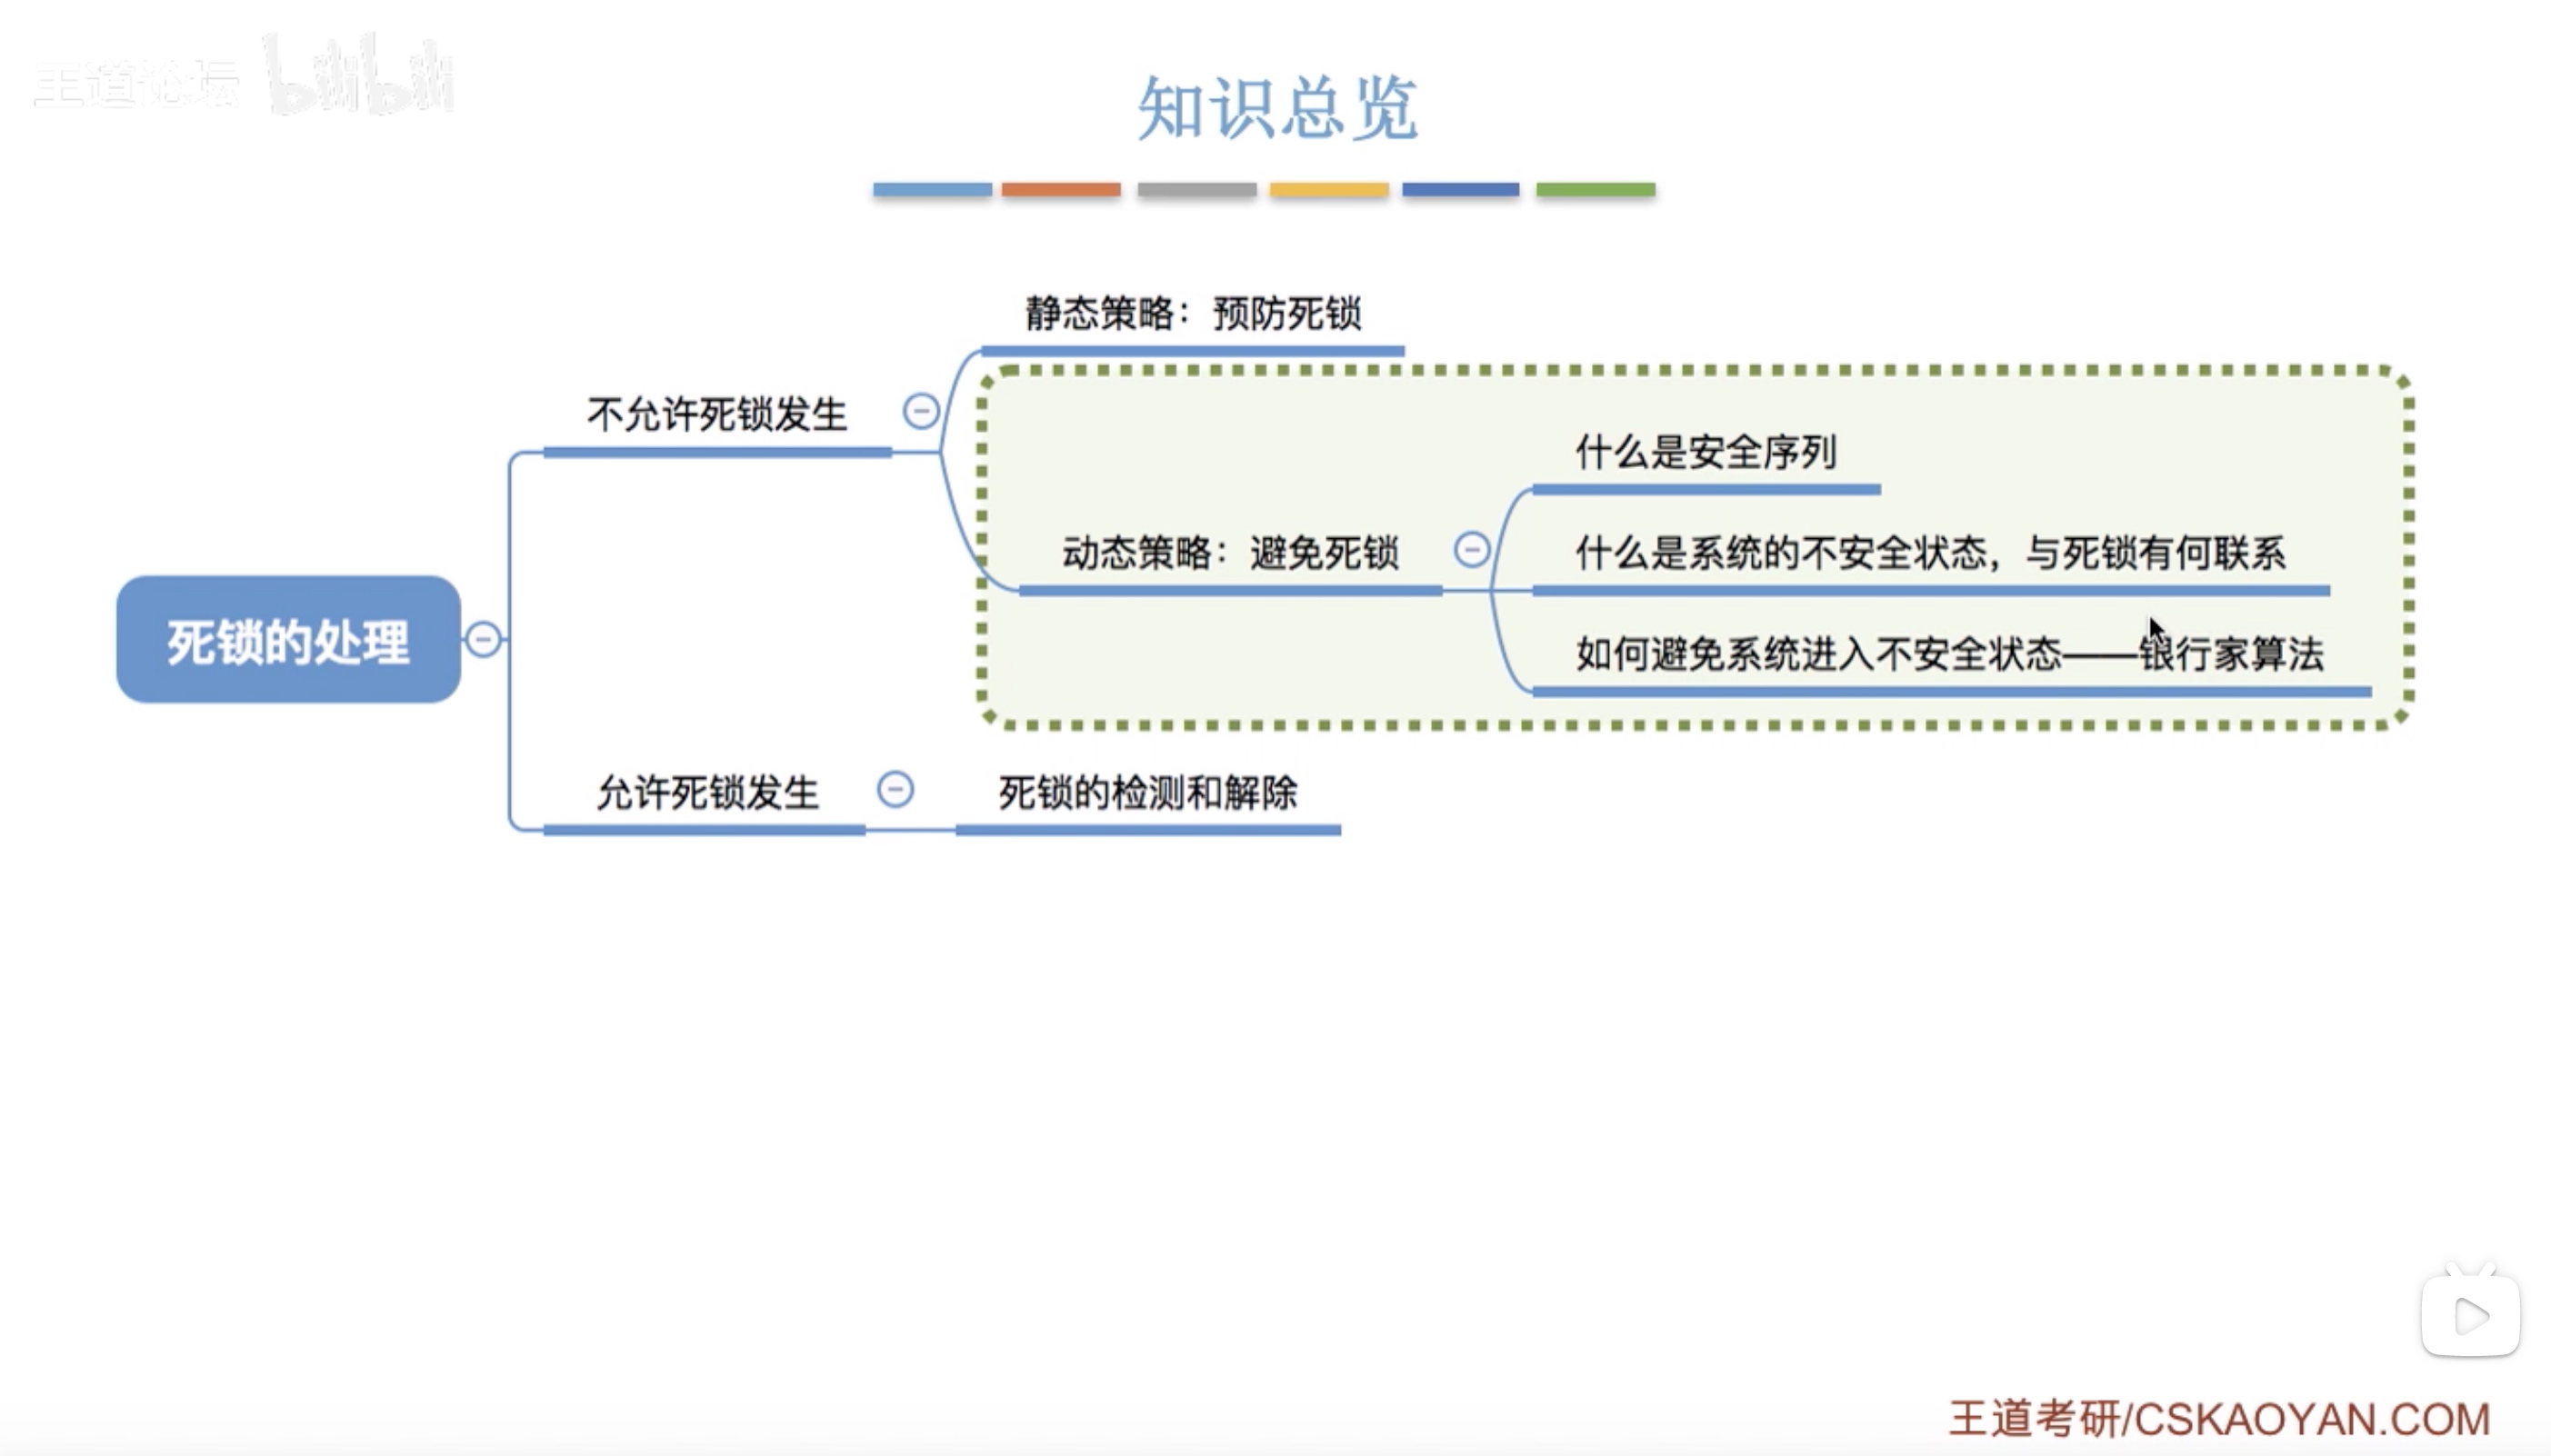 王道论坛 bilibili
知识总览
静态策略：预防死锁
不允许死锁发生
什么是安全序列
动态策略：避免死锁
什么是系统的不安全状态，与死锁有何联系
死锁的处理
如何避免系统进入不安全状态——银行家算法
允许死锁发生
死锁的检测和解除
王道考研/CSKAOYAN.COM